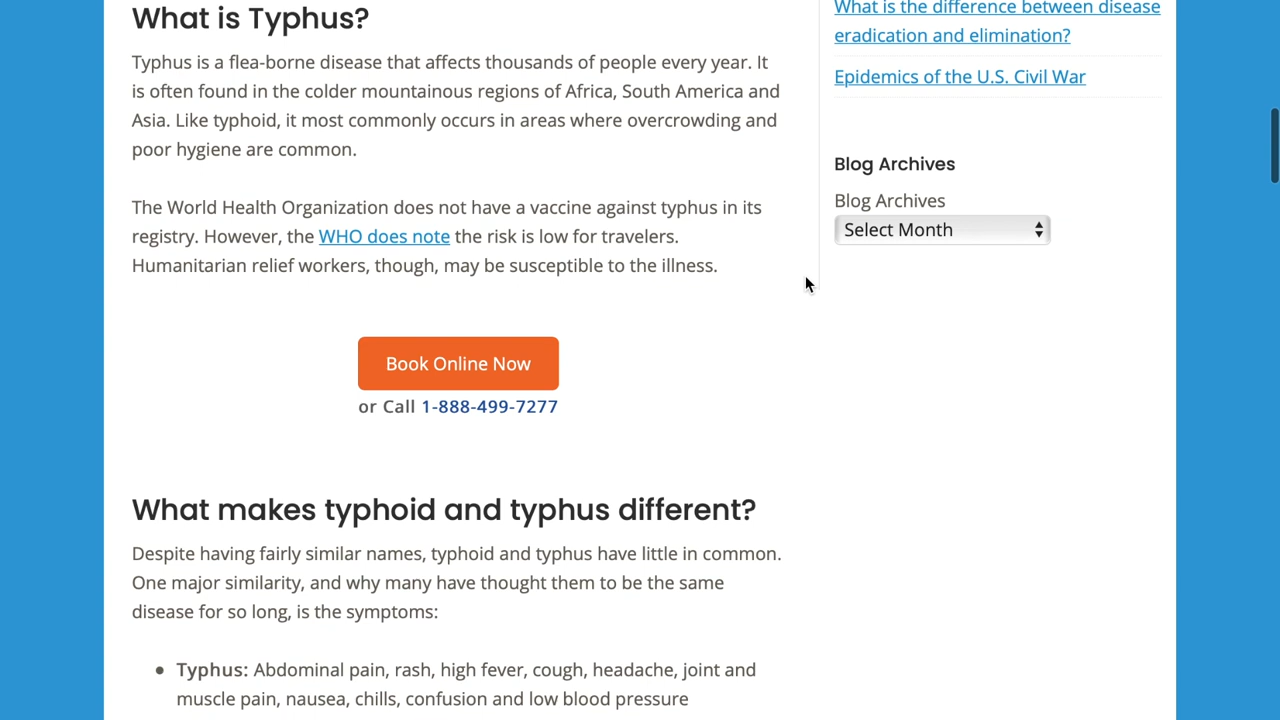 What is Typhus?
Typhus is a flea-borne disease that affects thousands of people every year. It
is often found in the colder mountainous regions of Africa, South America and
Asia. Like typhoid, it most commonly occurs in areas where overcrowding and
poor hygiene are common.
The World Health Organization does not have a vaccine against typhus in its
registry. However, the WHO does note the risk is low for travelers.
Humanitarian relief workers, though, may be susceptible to the illness.
Book Online Now
or Call 1-888-499-7277
What makes typhoid and typhus different?
Despite having fairly similar names, typhoid and typhus have little in common.
One major similarity, and why many have thought them to be the same
disease for so long, is the symptoms:
• Typhus: Abdominal pain, rash, high fever, cough, headache, joint and
muscle pain, nausea, chills, confusion and low blood pressure
What is the difference between disease
eradication and elimination?
Epidemics of the U.S. Civil War
Blog Archives
Blog Archives
Select Month